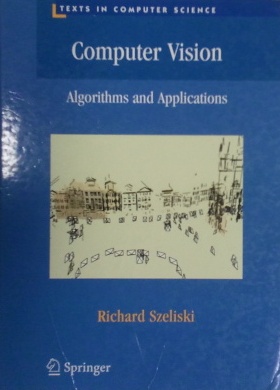 TEXTS IN COMPUTER SCIENCE
Computer Vision
Algorithms and Applications
Richard Szeliski
Springer